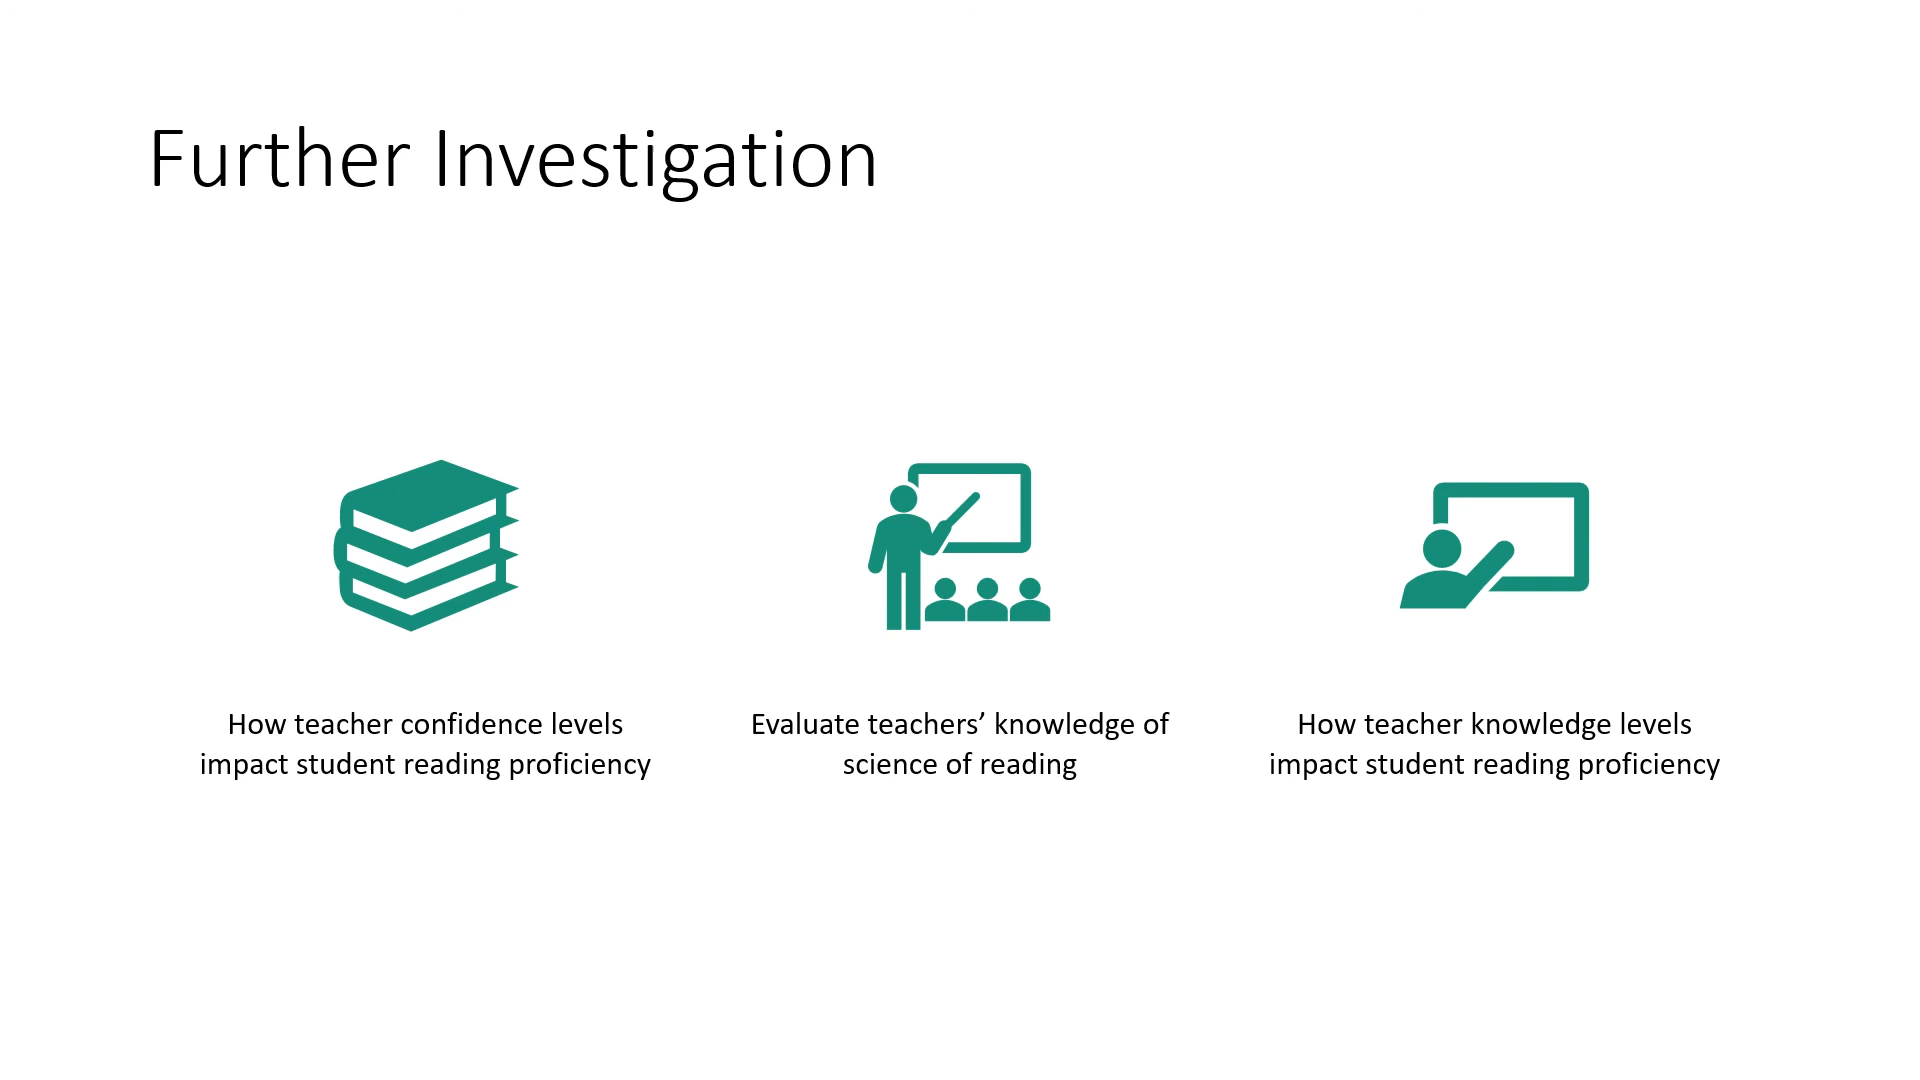 Further Investigation
How teacher confidence levels
impact student reading proficiency
Evaluate teachers’ knowledge of
science of reading
How teacher knowledge levels
impact student reading proficiency